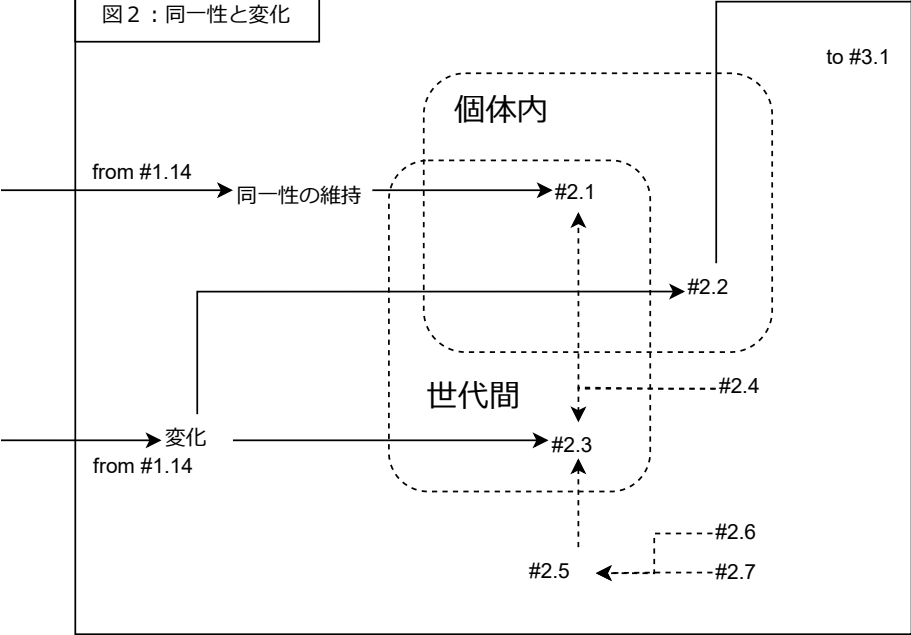 図２：同一性と変化
to #3.1
個体内
from #1.14
同一性の維持
#2.1
#2.2
#2.4
世代間
変化
#2.3
from #1.14
#2.6
#2.5
#2.7